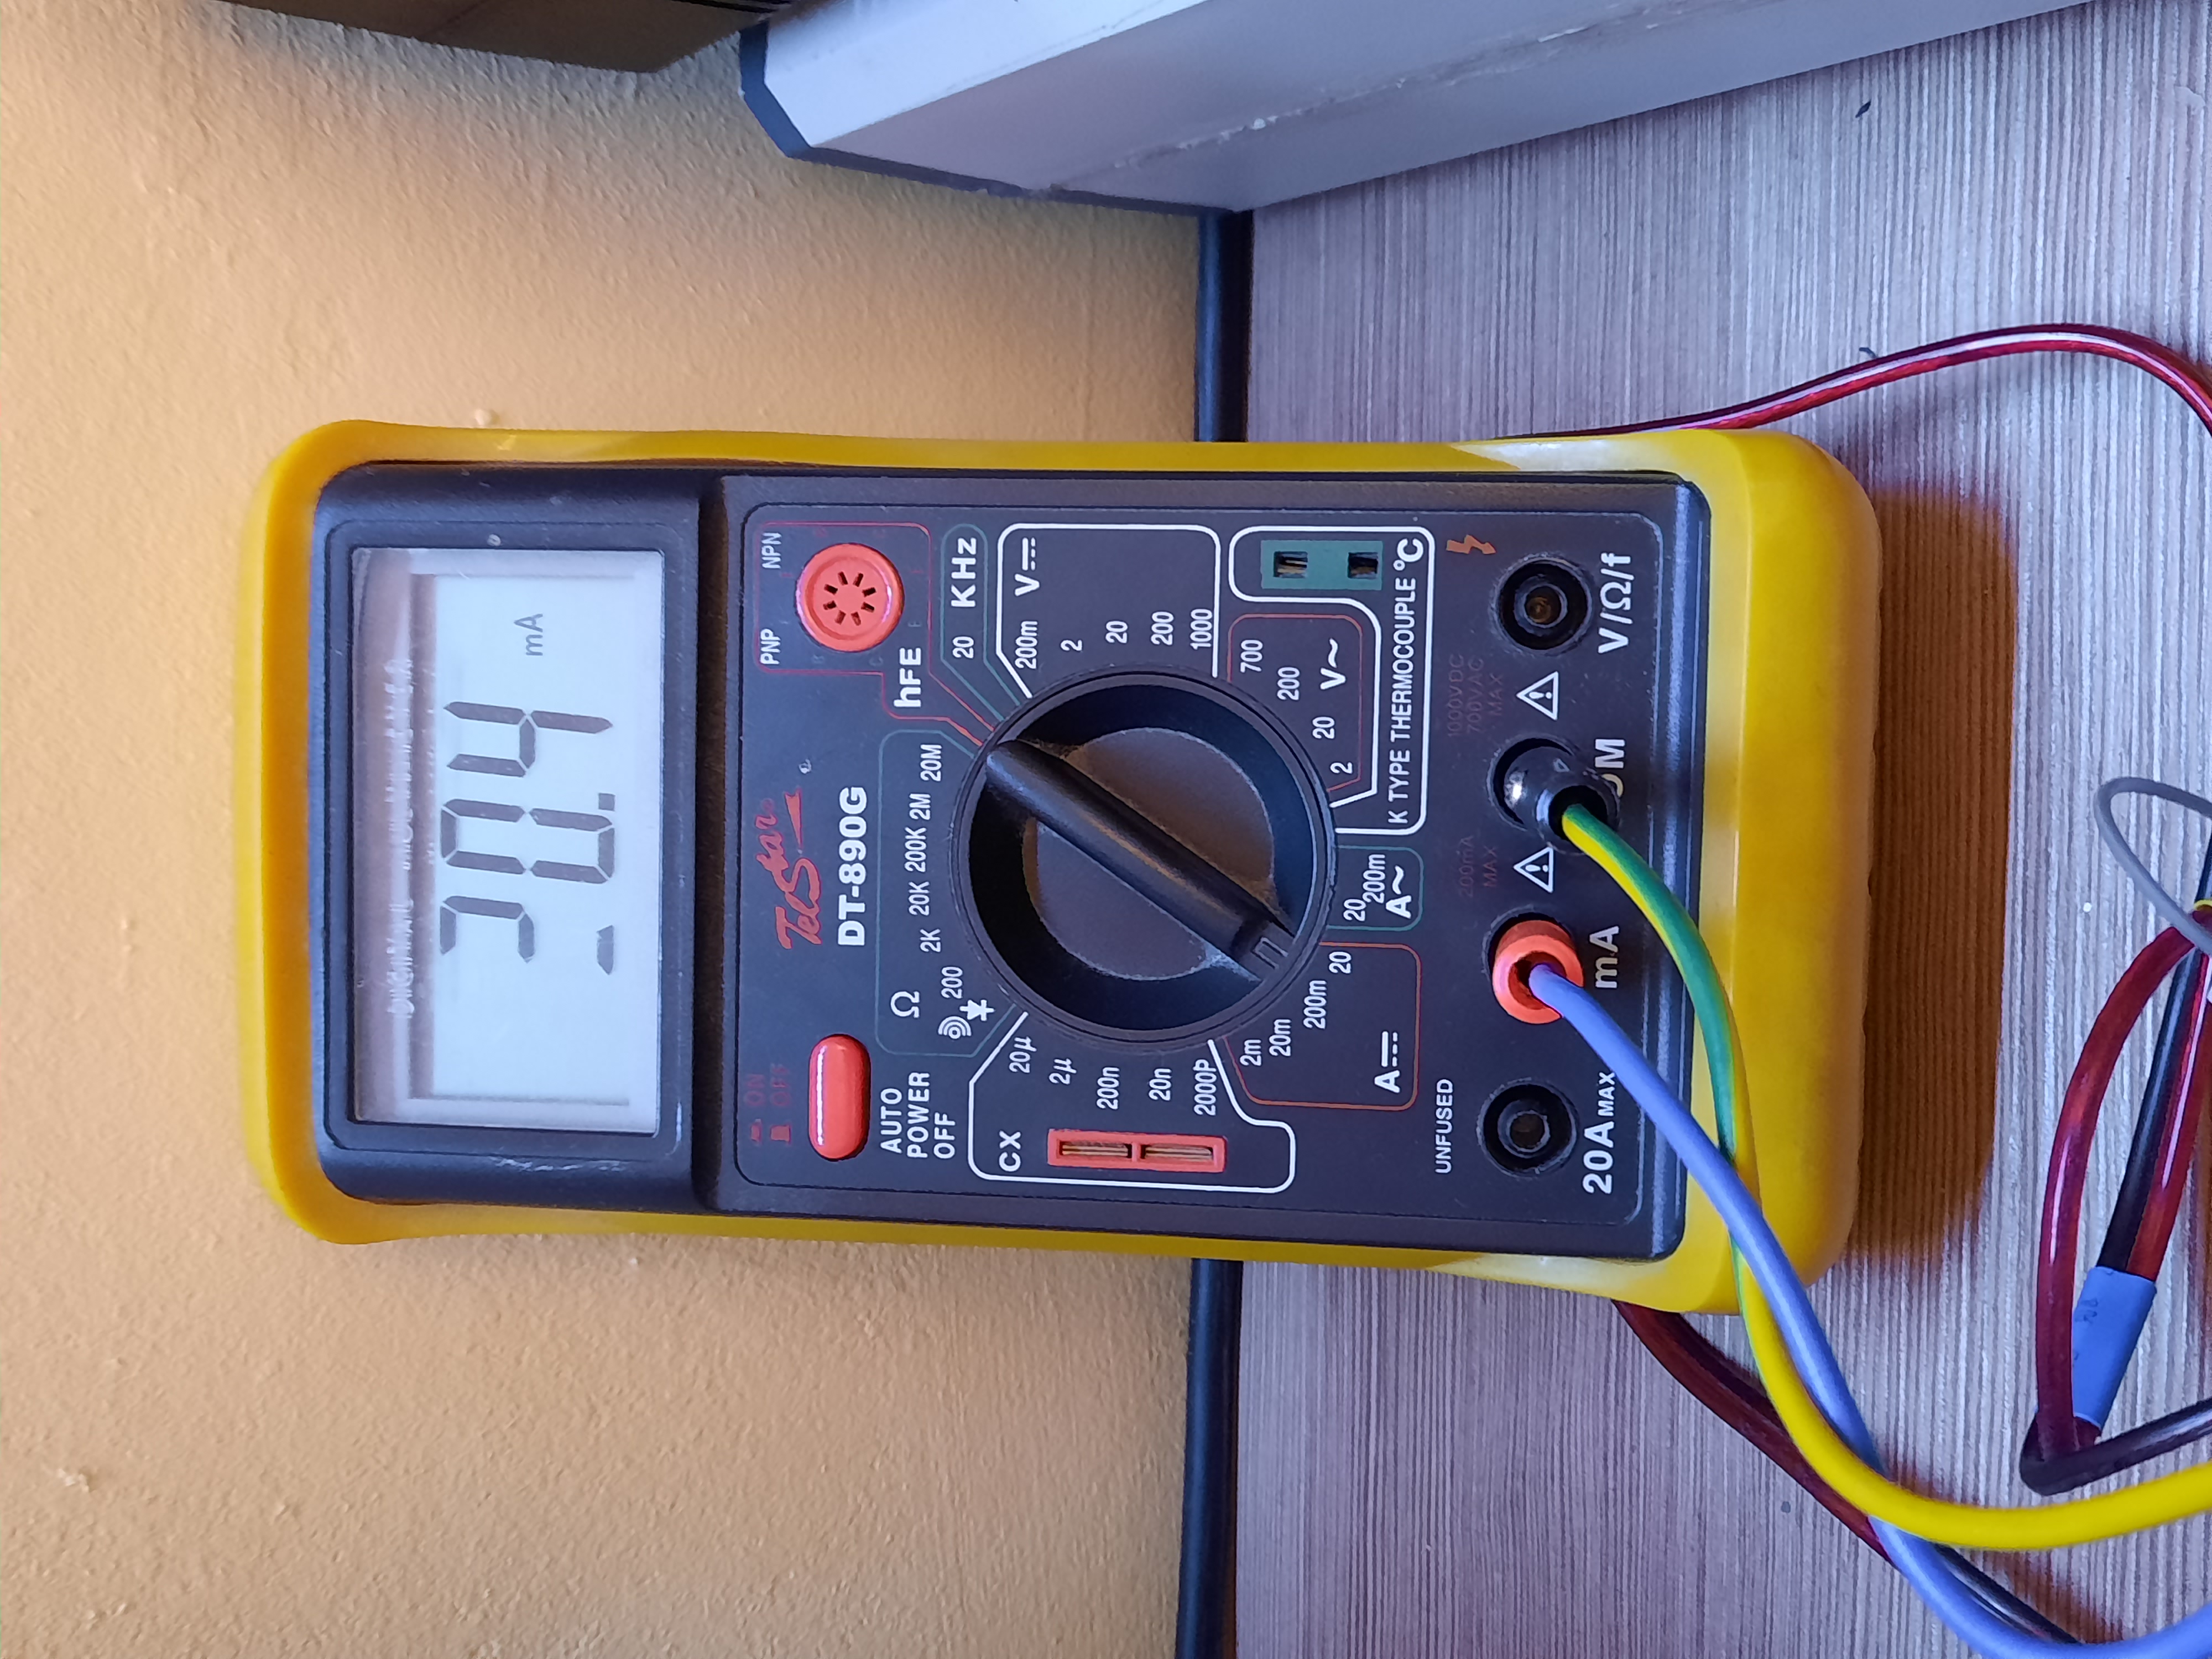 DIGITAL MULTIMETER
20.4 mA
ON
OFF
TelStar
DT-890G
PNP NPN
hFE
AUTO
POWER
OFF
Ω
200 2K 20K 200K 2M 20M
20 KHz
CX
20µ
2µ
200n
20n
2000P
200m V
2
20
200
1000
2m
20m
200m
20
A
20
200m
A~
700
200
20
2
V~
K TYPE THERMOCOUPLE °C
UNFUSED
200mA
MAX
1000VDC
700VAC
MAX
20A MAX
mA
V/Ω/f